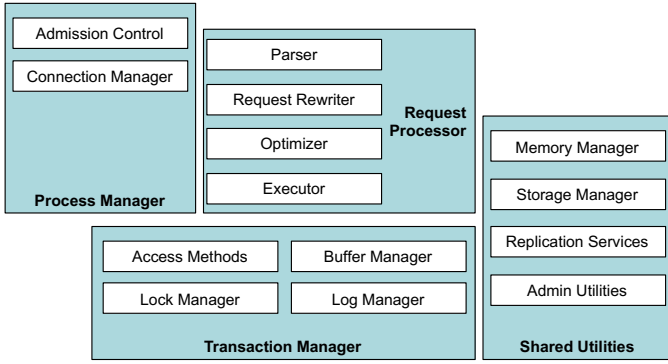 Admission Control
Connection Manager
Process Manager
Parser
Request Rewriter
Optimizer
Executor
Request
Processor
Memory Manager
Storage Manager
Replication Services
Admin Utilities
Shared Utilities
Access Methods
Buffer Manager
Lock Manager
Log Manager
Transaction Manager